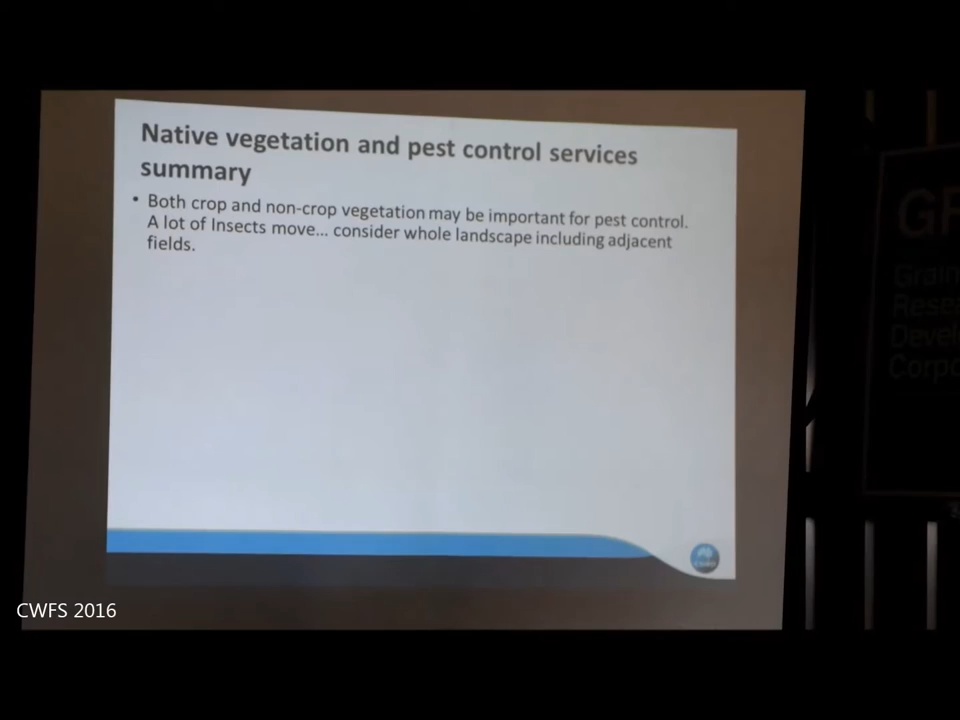 Native vegetation and pest control services
summary
• Both crop and non-crop vegetation may be important for pest control.
A lot of Insects move... consider whole landscape including adjacent
fields.
CWFS 2016